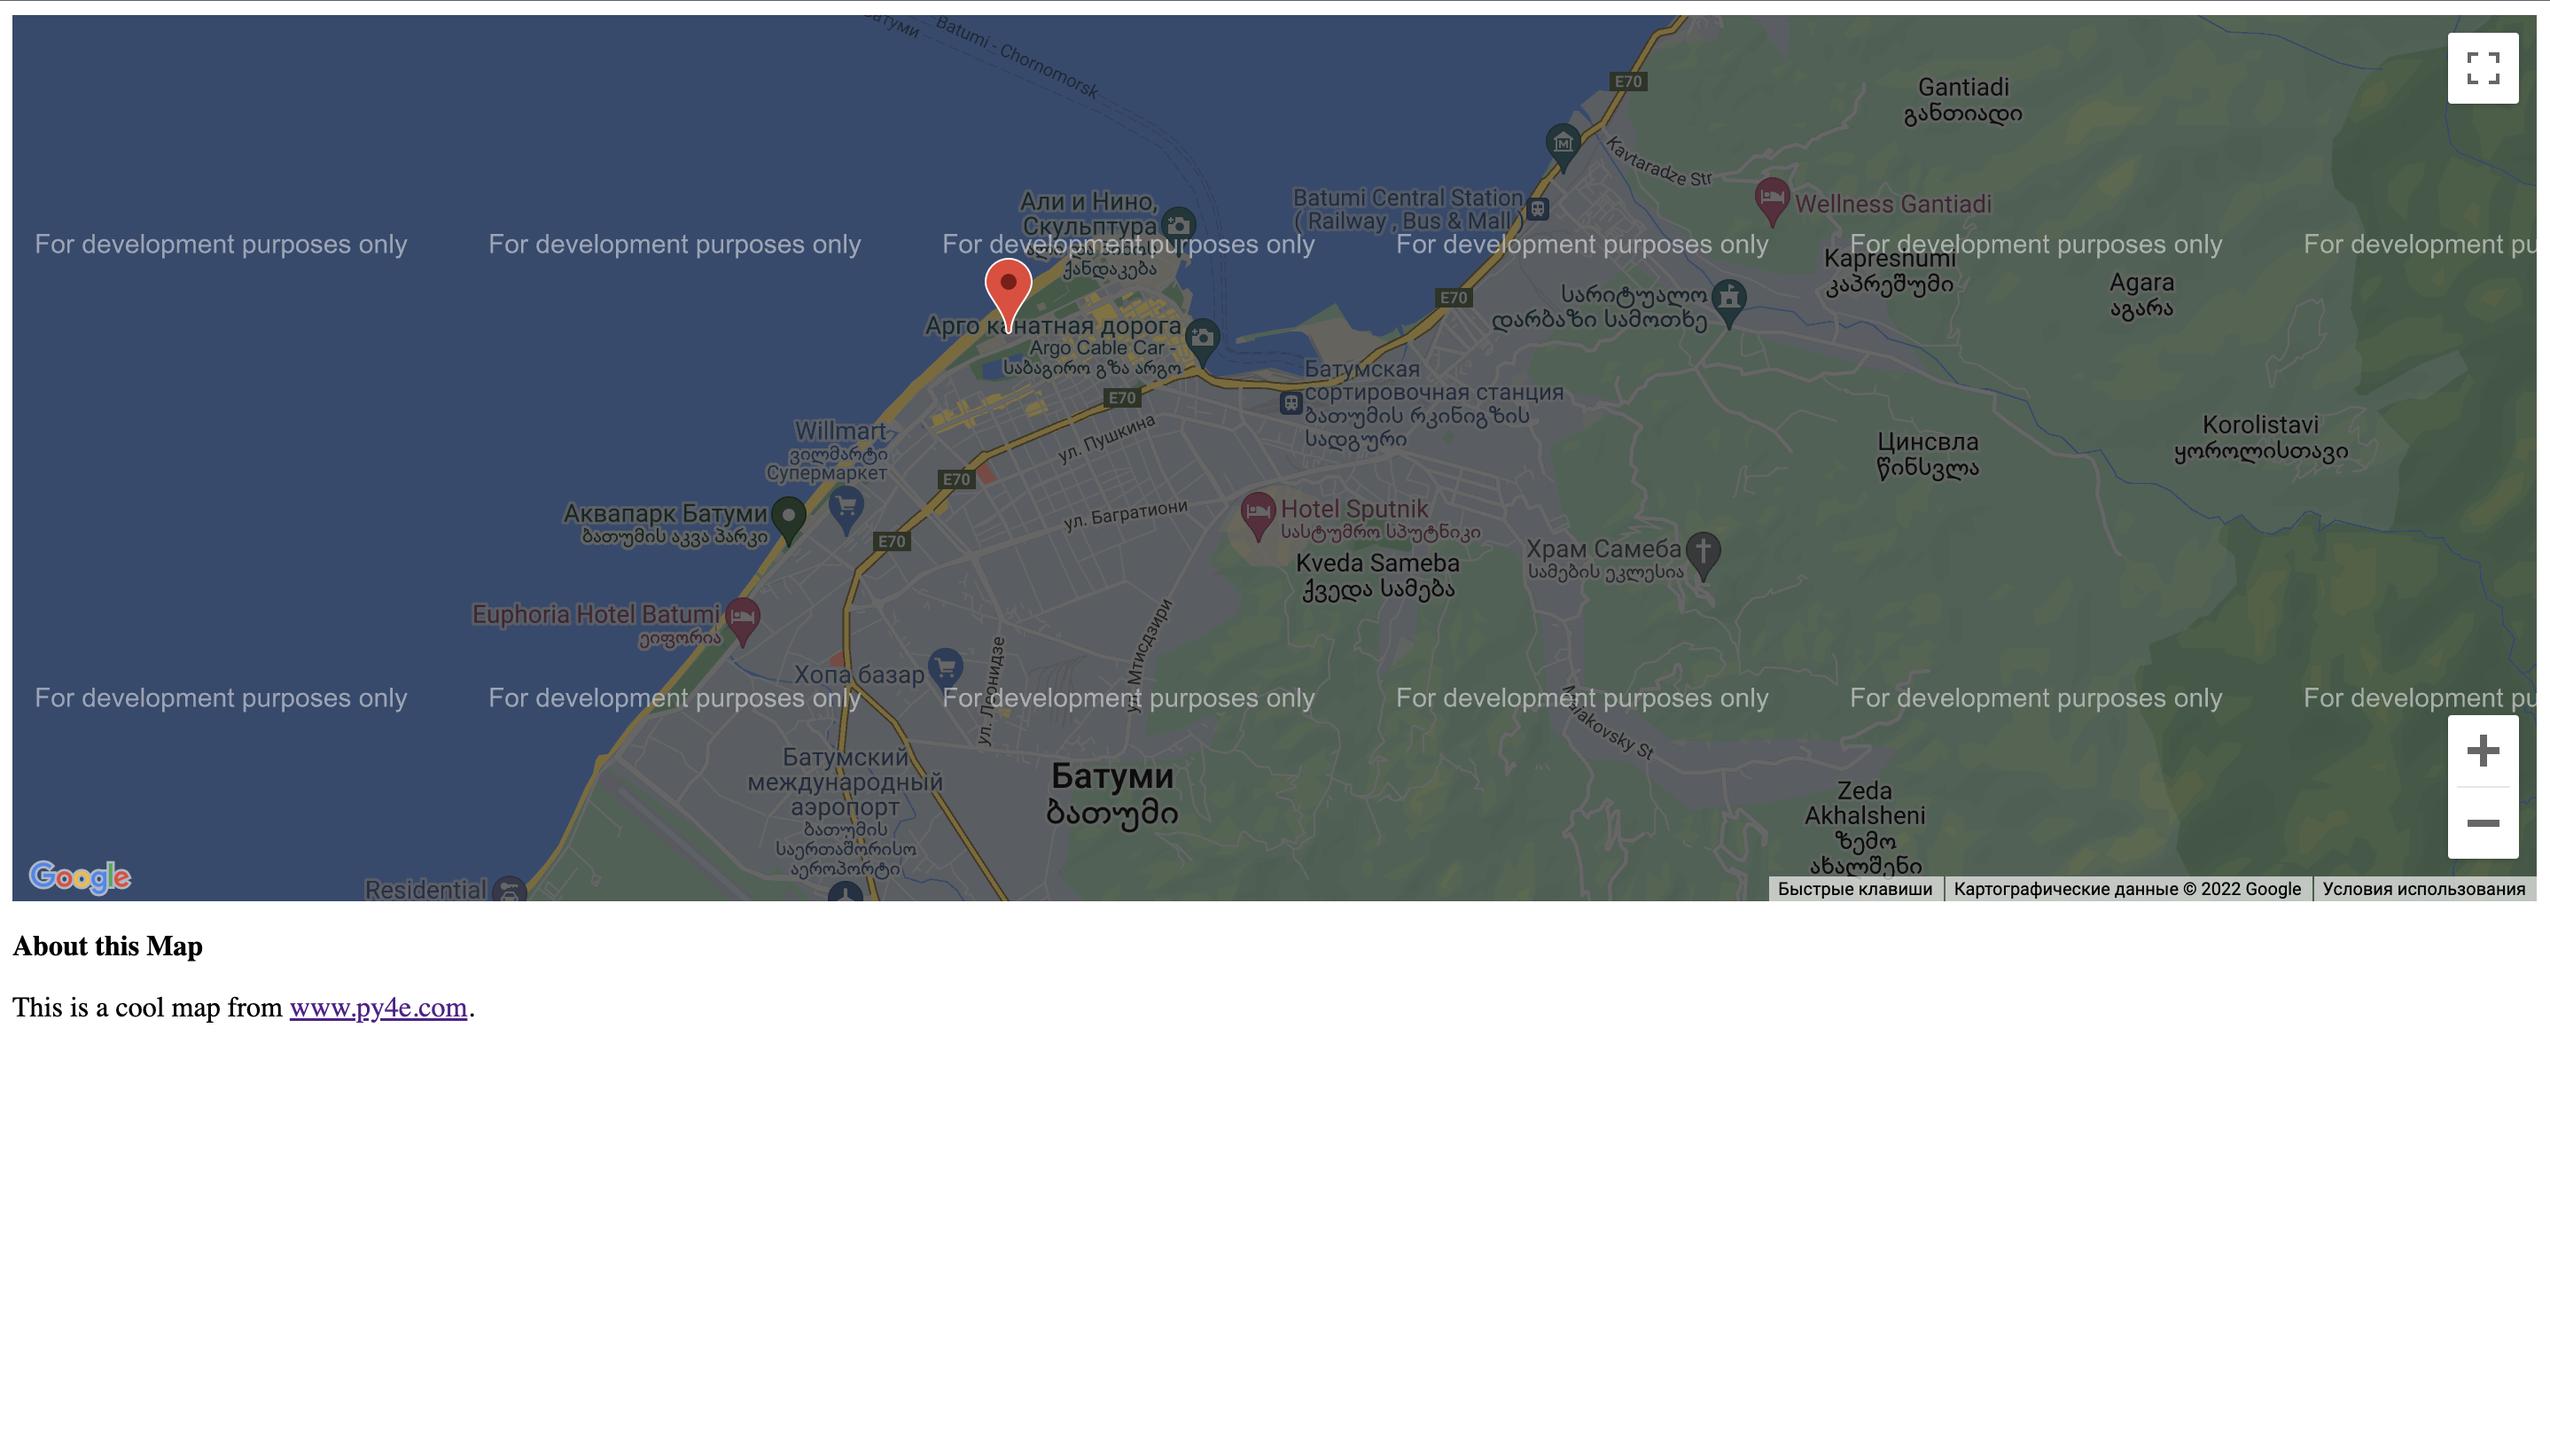 Батуми
Batumi - Chornomorsk
E70
Gantiadi
განთიადი
Kavtaradze Str
Али и Нино,
Скульптура
ქანდაკება
Batumi Central Station
( Railway , Bus & Mall )
Wellness Gantiadi
For development purposes only
For development purposes only
For development purposes only
For development purposes only
For development purposes only
For development pu
Kapreshumi
კაპრეშუმი
Agara
აგარა
E70
სარიტუალო
დარბაზი სამოთხე
Арго канатная дорога
Argo Cable Car -
საბაგირო გზა არგო
E70
Батумская
сортировочная станция
ბათუმის რკინიგზის
სადგური
ул. Пушкина
Willmart
ვილმარტი
Супермаркет
Цинсвла
წინსვლა
Korolistavi
ყოროლისთავი
E70
Аквапарк Батуми
ბათუმის აკვა პარკი
ул. Багратиони
Hotel Sputnik
სასტუმრო სპუტნიკი
E70
Kveda Sameba
ქვედა სამება
Храм Самеба
სამების ეკლესია
Euphoria Hotel Batumi
ეიფორია
Хопа базар
ул. Леонидзе
ул. Мтисдзири
For development purposes only
For development purposes only
For development purposes only
For development purposes only
For development purposes only
For development pu
Maiakovsky St
Батумский
международный
аэропорт
ბათუმის
საერთაშორისო
აეროპორტი
Батуми
ბათუმი
Zeda
Akhalsheni
ზემო
ახალშენი
Residential
Google
Быстрые клавиши
Картографические данные © 2022 Google
Условия использования
About this Map
This is a cool map from www.py4e.com.